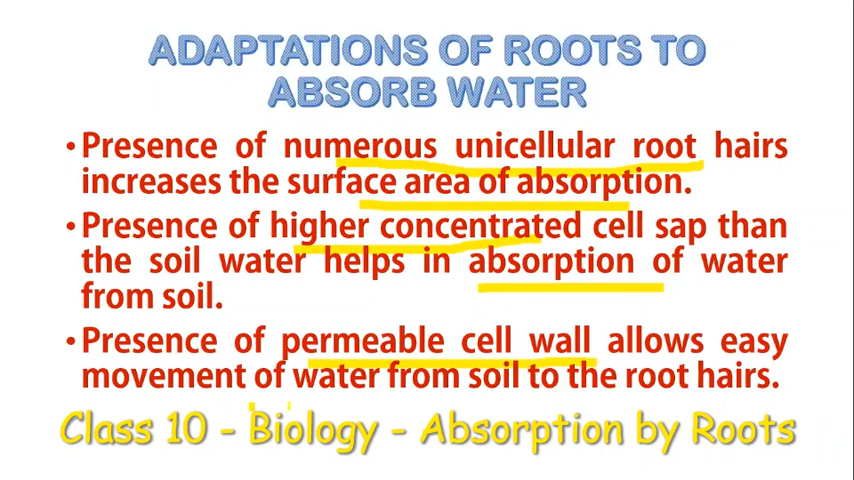 ADAPTATIONS OF ROOTS TO
ABSORB WATER
•Presence of numerous unicellular root hairs
increases the surface area of absorption.
•Presence of higher concentrated cell sap than
the soil water helps in absorption of water
from soil.
•Presence of permeable cell wall allows easy
movement of water from soil to the root hairs.
Class 10 - Biology - Absorption by Roots